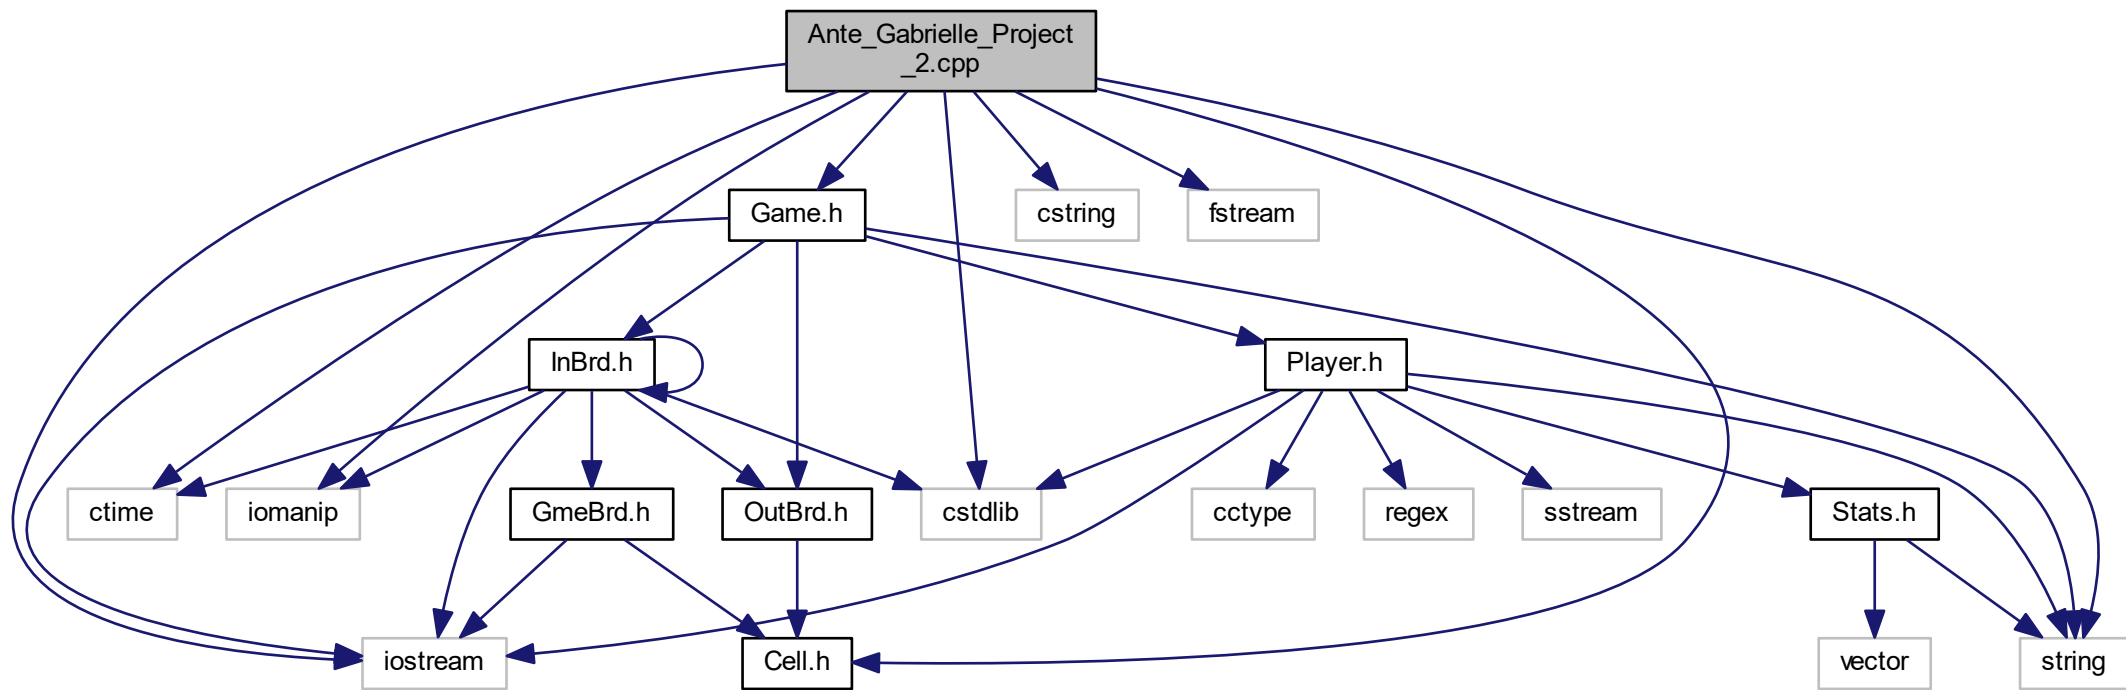 Ante_Gabrielle_Project
_2.cpp
Game.h
cstring
fstream
InBrd.h
Player.h
ctime
iomanip
GmeBrd.h
OutBrd.h
cstdlib
cctype
regex
sstream
Stats.h
iostream
Cell.h
vector
string